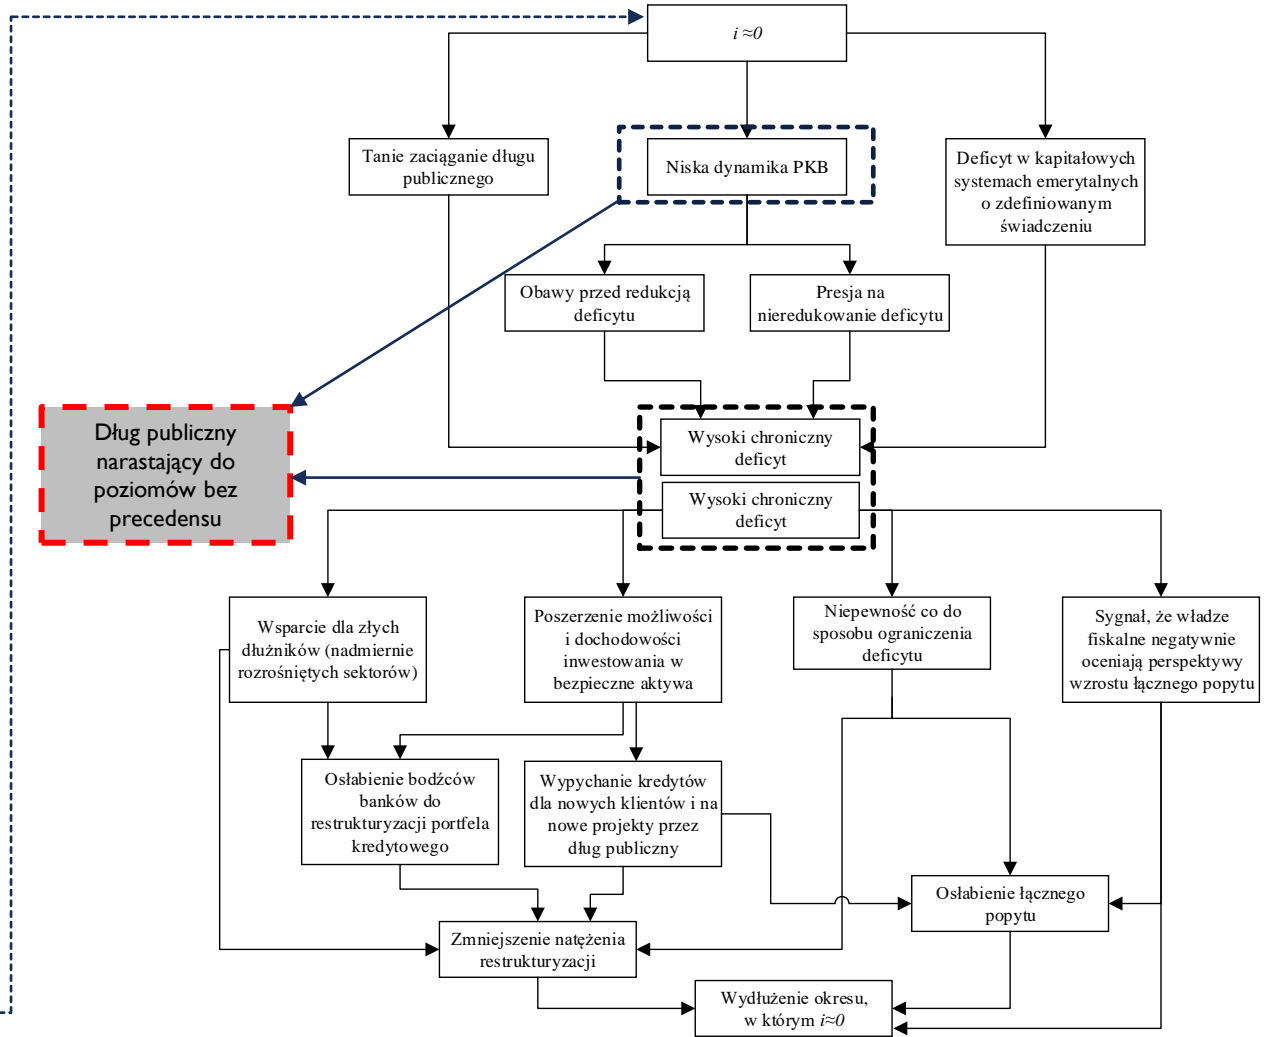 i ≈0
Tanie zaciąganie długu
publicznego
Niska dynamika PKB
Deficyt w kapitałowych
systemach emerytalnych
o zdefiniowanym
świadczeniu
Obawy przed redukcją
deficytu
Presja na
nieredukowanie deficytu
Dług publiczny
narastający do
poziomów bez
precedensu
Wysoki chroniczny
deficyt
Wysoki chroniczny
deficyt
Wsparcie dla złych
dłużników (nadmiernie
rozrośniętych sektorów)
Poszerzenie możliwości
i dochodowości
inwestowania w
bezpieczne aktywa
Niepewność co do
sposobu ograniczenia
deficytu
Sygnał, że władze
fiskalne negatywnie
oceniają perspektywy
wzrostu łącznego popytu
Osłabienie bodźców
banków do
restrukturyzacji portfela
kredytowego
Wypychanie kredytów
dla nowych klientów i na
nowe projekty przez
dług publiczny
Osłabienie łącznego
popytu
Zmniejszenie natężenia
restrukturyzacji
Wydłużenie okresu,
w którym i≈0